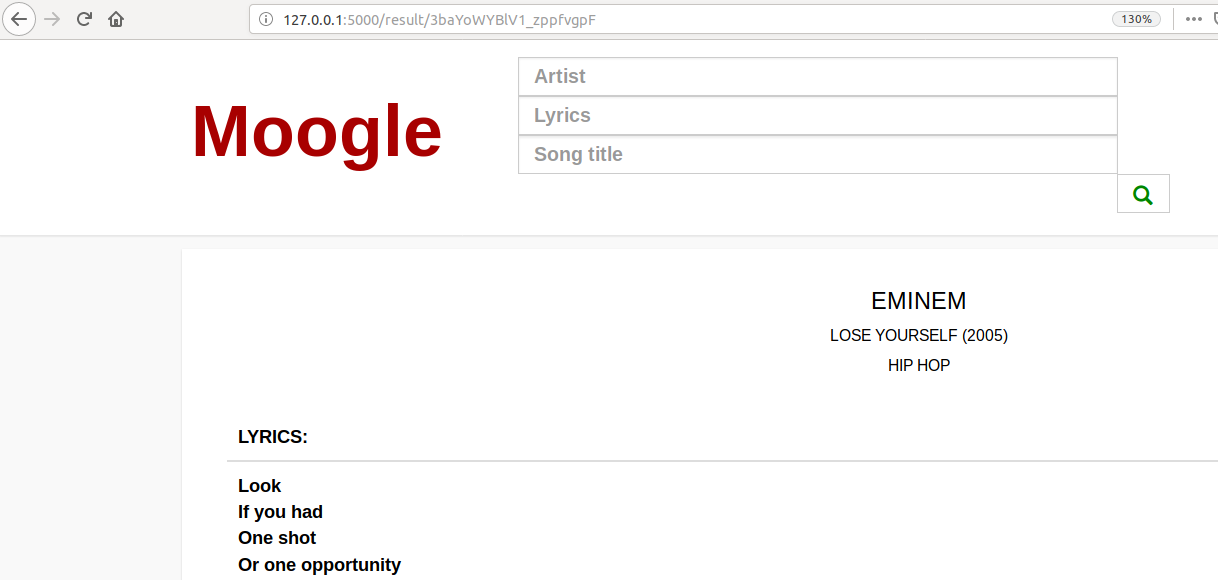 127.0.0.1:5000/result/3baYoWYBlV1_zppfvgpF
130%
Artist
Moogle
Lyrics
Song title
EMINEM
LOSE YOURSELF (2005)
HIP HOP
LYRICS:
Look
If you had
One shot
Or one opportunity